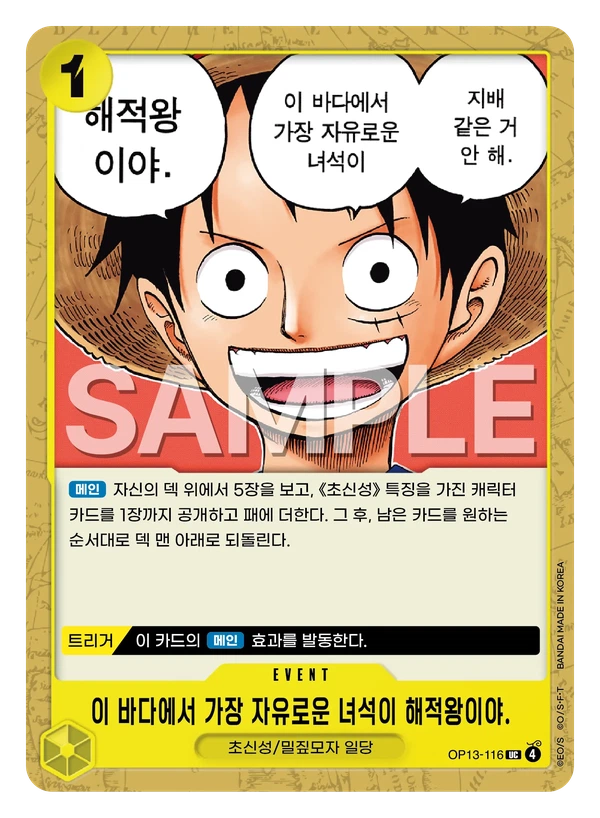 1
해적왕
이야.
이 바다에서
가장 자유로운
녀석이
지배
같은 거
안 해.
SAMPLE
메인 자신의 덱 위에서 5장을 보고, 《초신성》 특징을 가진 캐릭터
카드를 1장까지 공개하고 패에 더한다. 그 후, 남은 카드를 원하는
순서대로 덱 맨 아래로 되돌린다.
트리거 이 카드의 메인 효과를 발동한다.
EVENT
이 바다에서 가장 자유로운 녀석이 해적왕이야.
초신성/밀짚모자 일당
OP13-116 UC 4
©E.O/S ©O/S·F·T BANDAI MADE IN KOREA